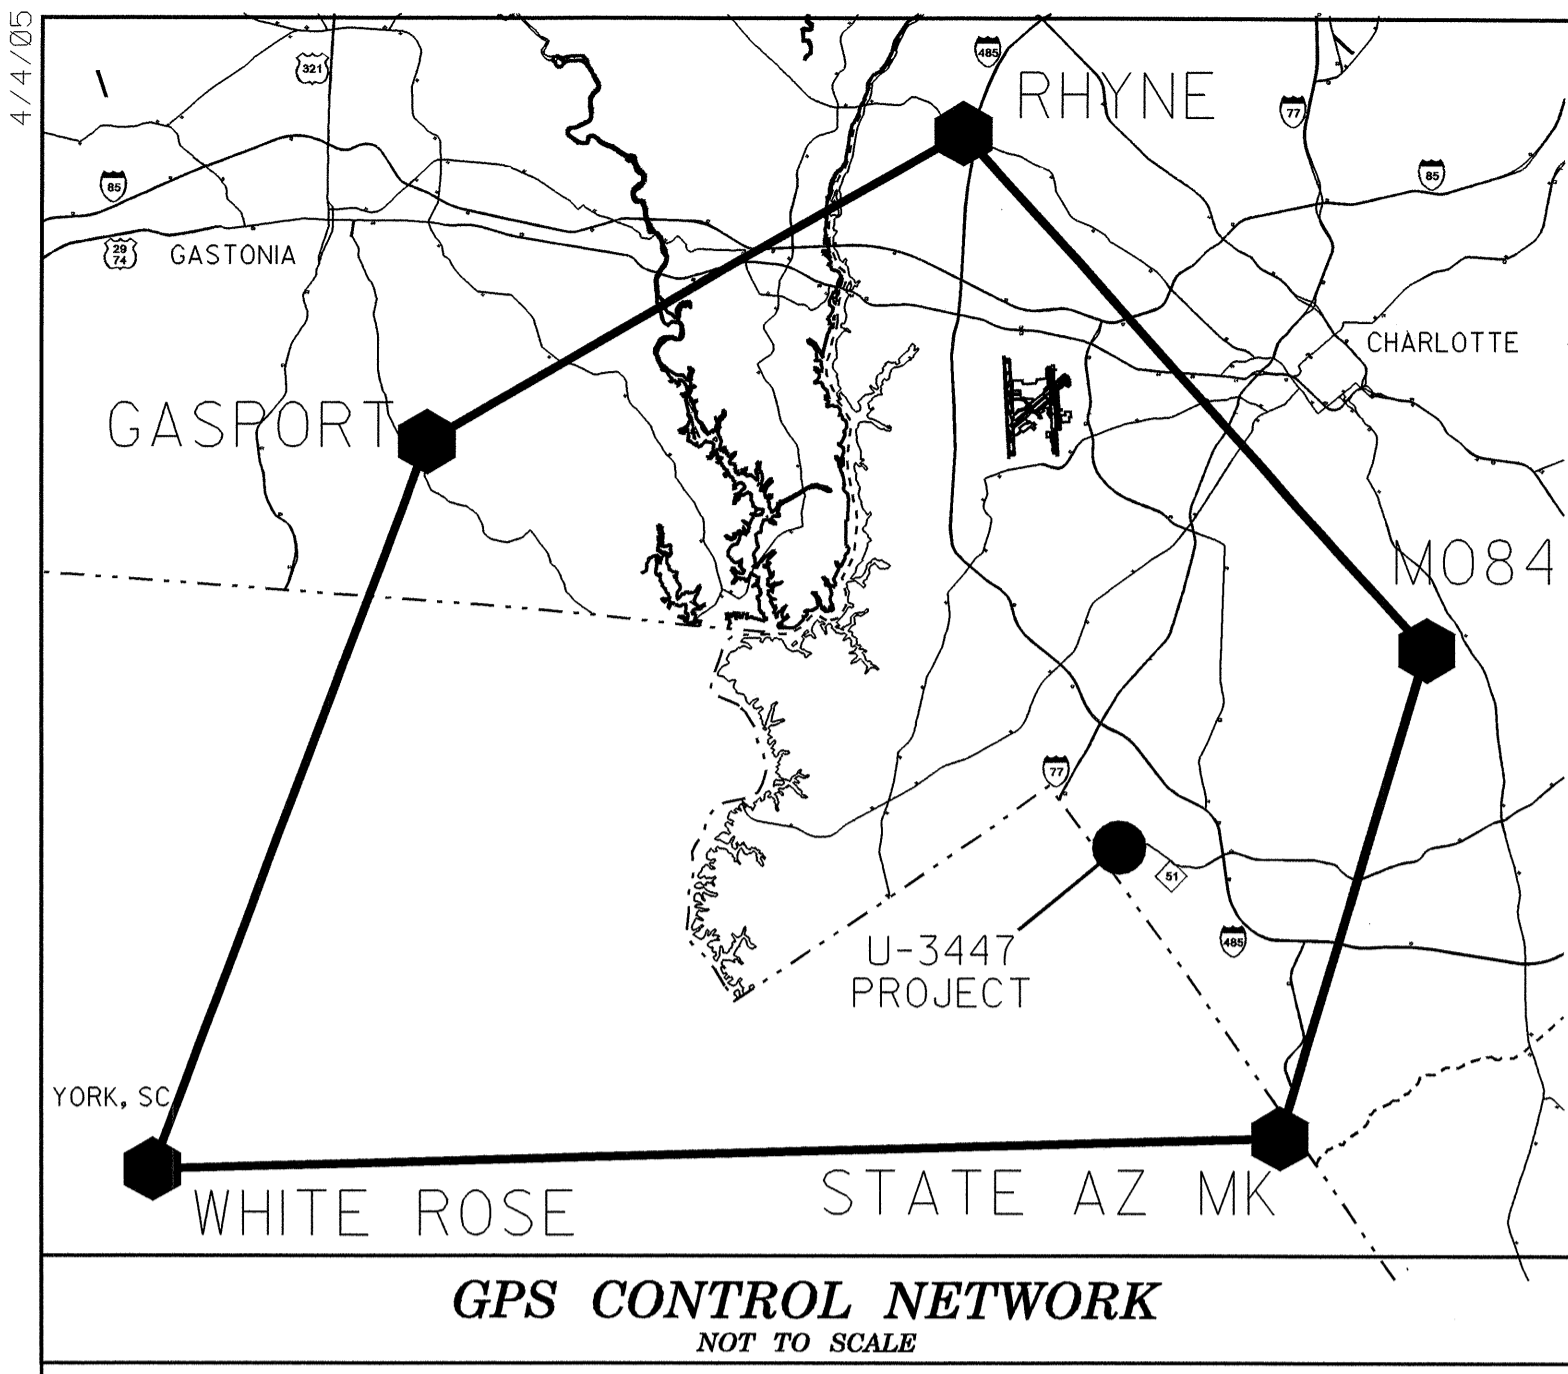 4/4/05
321
485
RHYNE
77
85
85
29
74
GASTONIA
CHARLOTTE
GASPORT
MO84
77
51
U-3447
PROJECT
485
YORK, SC
WHITE ROSE
STATE AZ MK
GPS CONTROL NETWORK
NOT TO SCALE